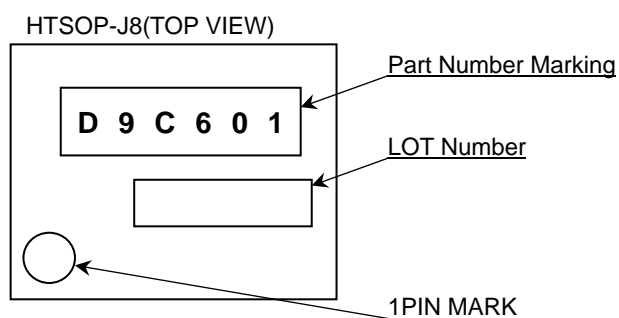 HTSOP-J8(TOP VIEW)
Part Number Marking
D 9 C 6 0 1
LOT Number
1PIN MARK